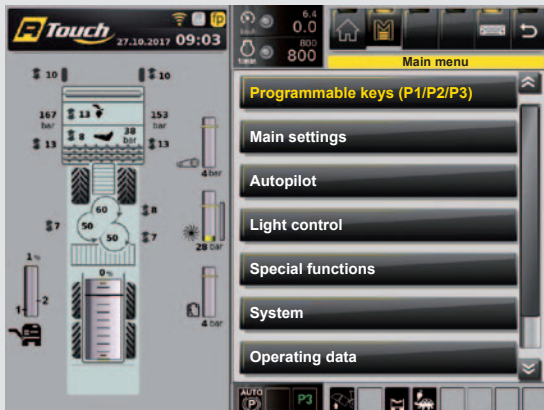 R Touch
27.10.2017 09:03
6.4
0.0
800
800
Main menu
10 10
167 bar 13 153 bar
8 38 bar
13 13
4 bar
60
50
50
8
7 7
28 bar
1 %
0%
1 2
4 bar
Programmable keys (P1/P2/P3)
Main settings
Autopilot
Light control
Special functions
System
Operating data
AUTO
P
P3